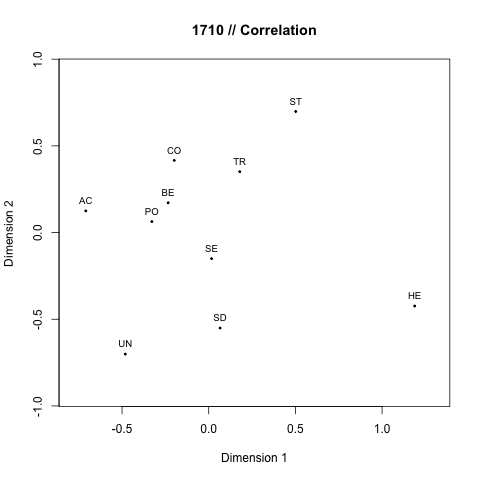 1710 // Correlation
1.0
ST
CO
0.5
TR
BE
AC
PO
0.0
SE
HE
SD
-0.5
UN
-1.0
-0.5
0.0
0.5
1.0
Dimension 2
Dimension 1